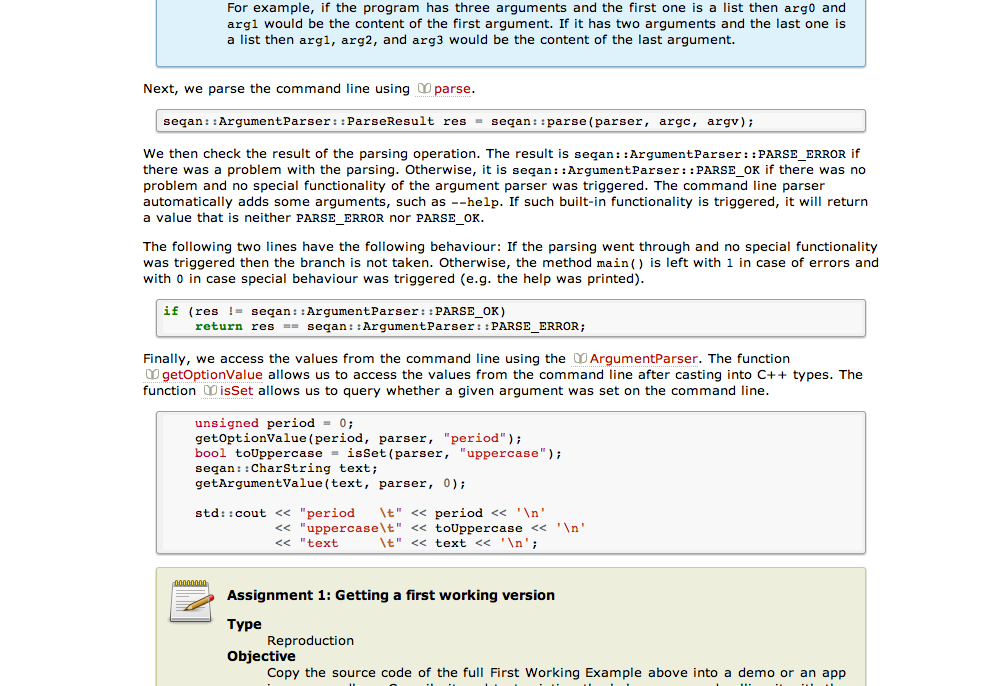 For example, if the program has three arguments and the first one is a list then arg0 and
arg1 would be the content of the first argument. If it has two arguments and the last one is
a list then arg1, arg2, and arg3 would be the content of the last argument.
Next, we parse the command line using parse.
seqan::ArgumentParser::ParseResult res = seqan::parse(parser, argc, argv);
We then check the result of the parsing operation. The result is seqan::ArgumentParser::PARSE_ERROR if
there was a problem with the parsing. Otherwise, it is seqan::ArgumentParser::PARSE_OK if there was no
problem and no special functionality of the argument parser was triggered. The command line parser
automatically adds some arguments, such as --help. If such built-in functionality is triggered, it will return
a value that is neither PARSE_ERROR nor PARSE_OK.
The following two lines have the following behaviour: If the parsing went through and no special functionality
was triggered then the branch is not taken. Otherwise, the method main() is left with 1 in case of errors and
with 0 in case special behaviour was triggered (e.g. the help was printed).
if (res != seqan::ArgumentParser::PARSE_OK)
    return res == seqan::ArgumentParser::PARSE_ERROR;
Finally, we access the values from the command line using the ArgumentParser. The function
getOptionValue allows us to access the values from the command line after casting into C++ types. The
function isSet allows us to query whether a given argument was set on the command line.
unsigned period = 0;
getOptionValue(period, parser, "period");
bool toUppercase = isSet(parser, "uppercase");
seqan::CharString text;
getArgumentValue(text, parser, 0);
std::cout << "period   \t" << period << '\n'
          << "uppercase\t" << toUppercase << '\n'
          << "text     \t" << text << '\n';
Assignment 1: Getting a first working version
Type
Reproduction
Objective
Copy the source code of the full First Working Example above into a demo or an app